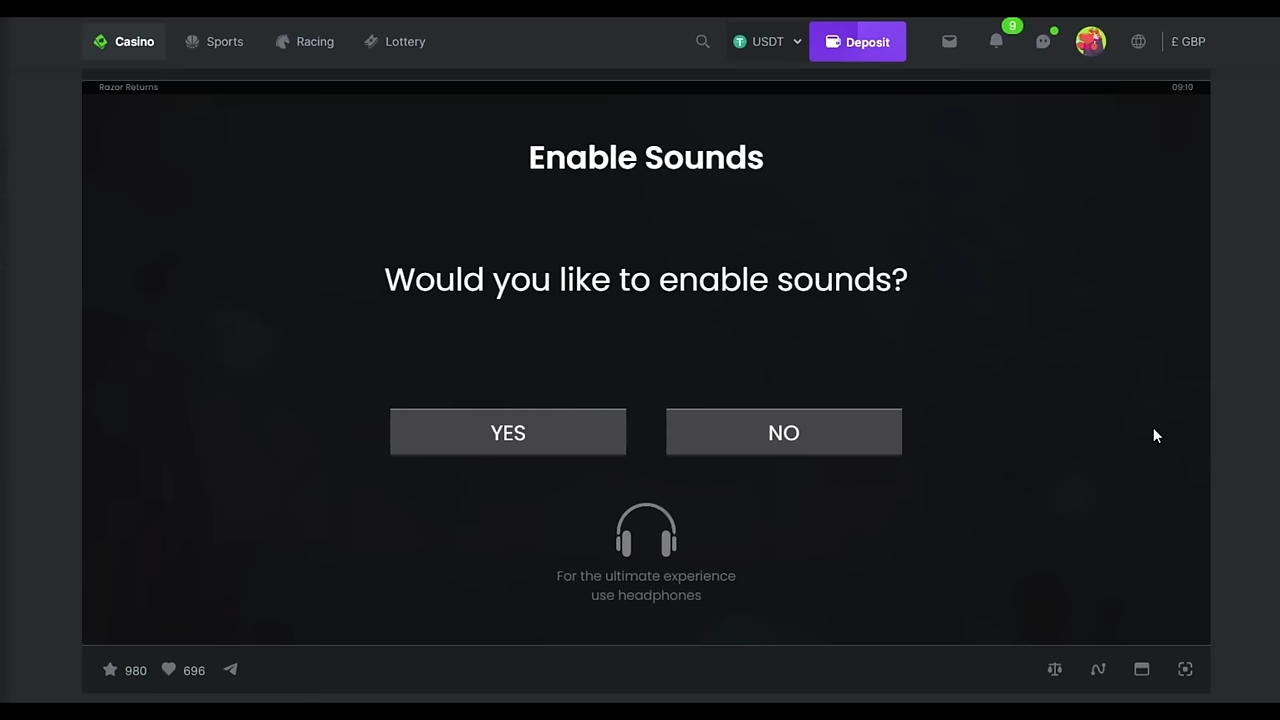 Casino Sports Racing Lottery USDT Deposit 9 £ GBP
Razor Returns 09:10
Enable Sounds
Would you like to enable sounds?
YES NO
For the ultimate experience
use headphones
980 696